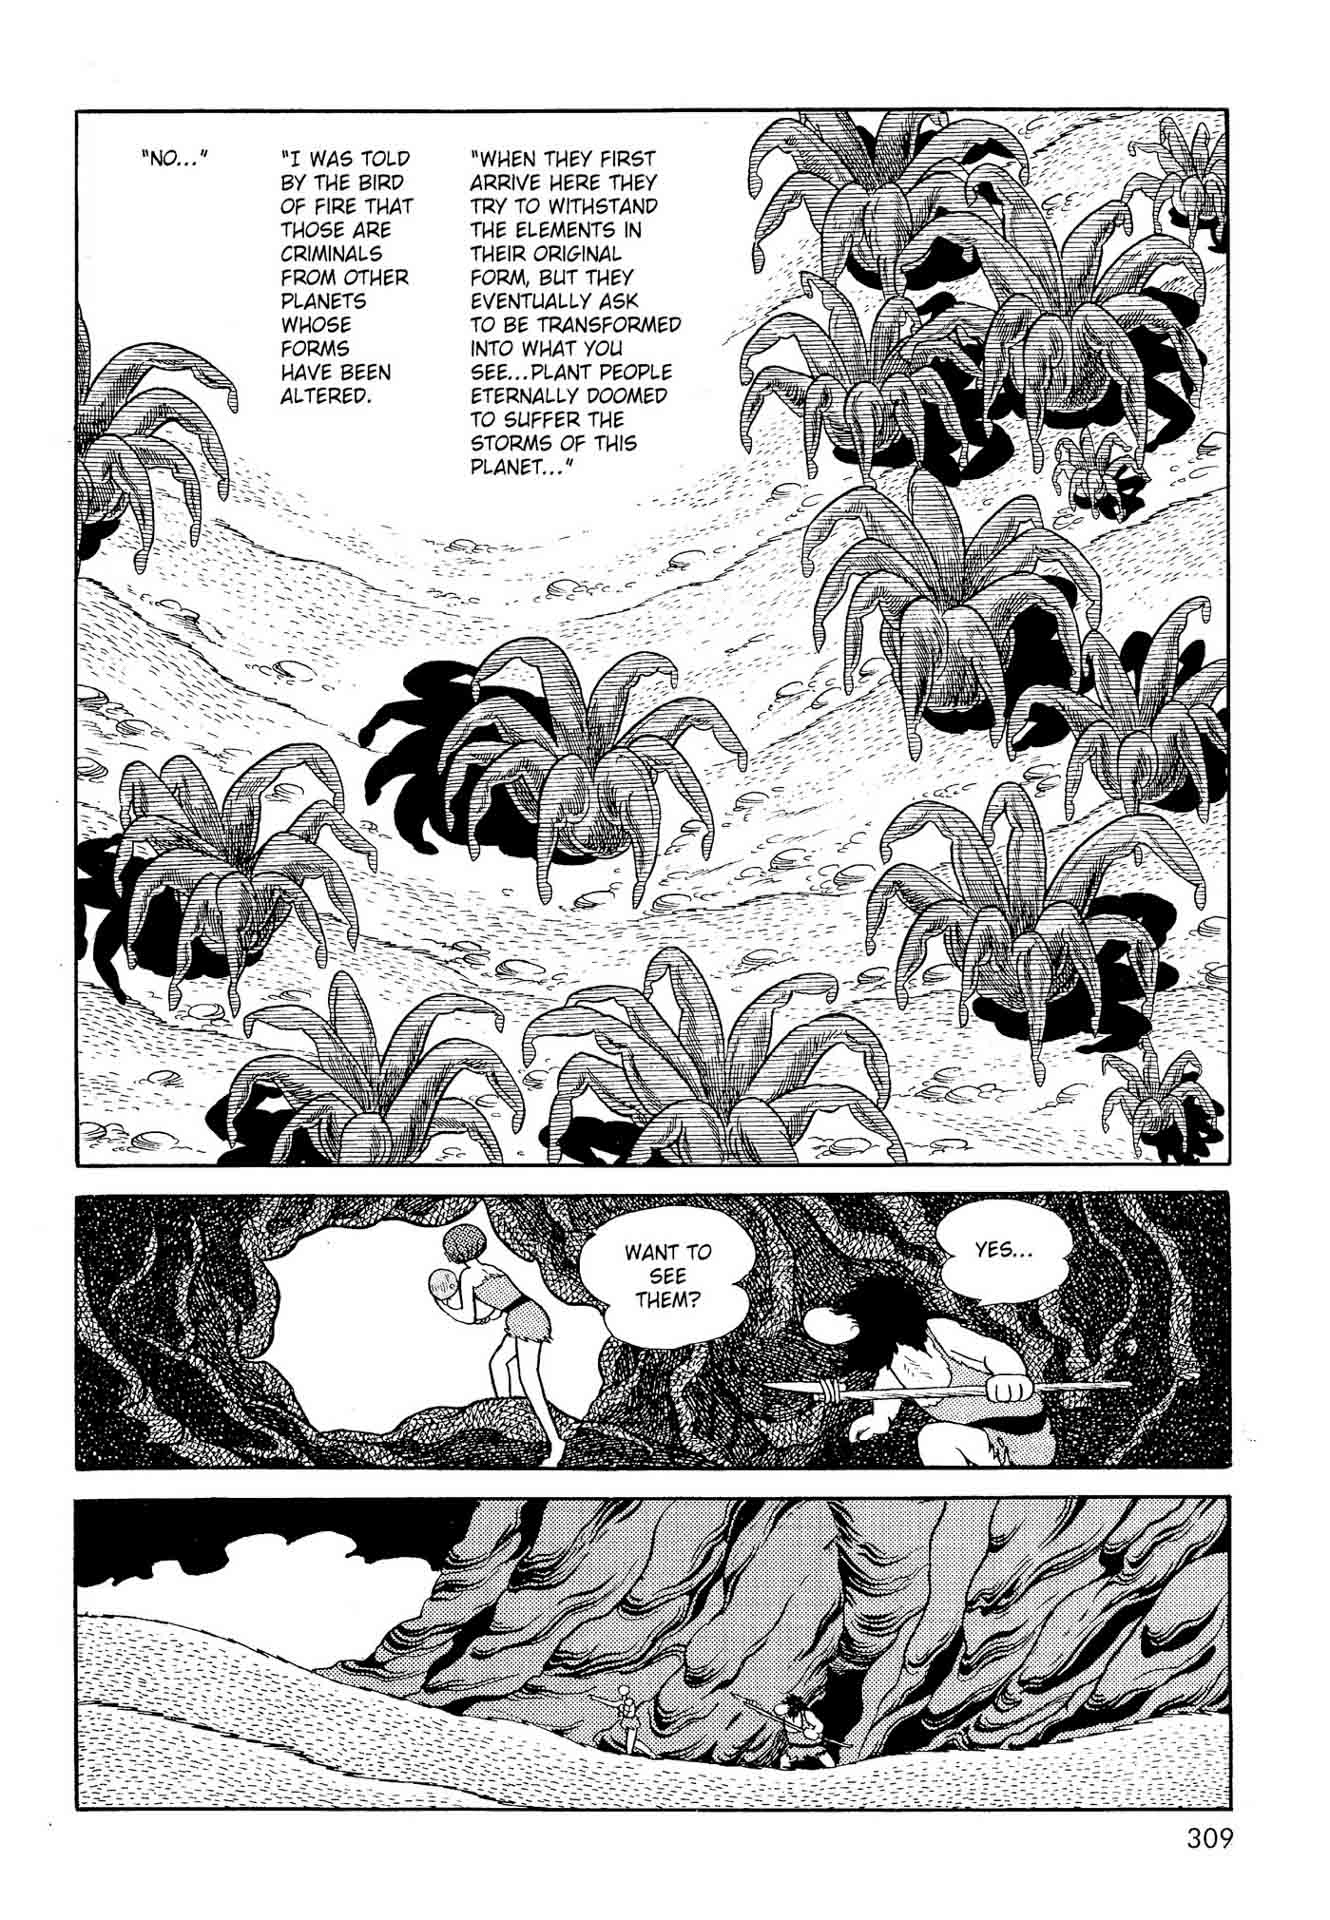 "NO..."
"I WAS TOLD
BY THE BIRD
OF FIRE THAT
THOSE ARE
CRIMINALS
FROM OTHER
PLANETS
WHOSE
FORMS
HAVE BEEN
ALTERED.
"WHEN THEY FIRST
ARRIVE HERE THEY
TRY TO WITHSTAND
THE ELEMENTS IN
THEIR ORIGINAL
FORM, BUT THEY
EVENTUALLY ASK
TO BE TRANSFORMED
INTO WHAT YOU
SEE...PLANT PEOPLE
ETERNALLY DOOMED
TO SUFFER THE
STORMS OF THIS
PLANET..."
WANT TO
SEE
THEM?
YES...
309